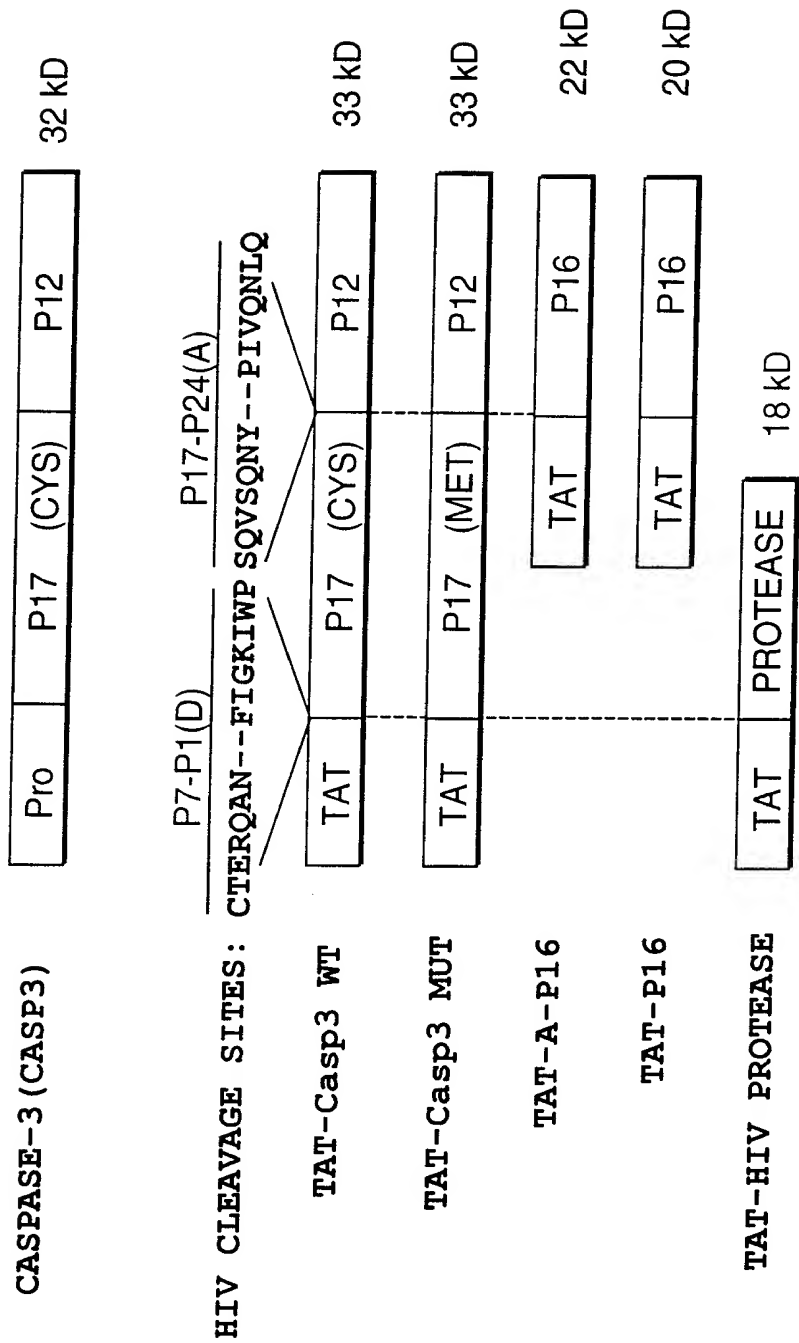 CASPASE-3 (CASP3) Pro P17 (CYS) P12 32 kD
P7-P1(D) P17-P24(A)
HIV CLEAVAGE SITES: CTERQAN--FIGKIWP SQVSQNY--PIVQNLQ
TAT-Casp3 WT TAT P17 (CYS) P12 33 kD
TAT-Casp3 MUT TAT P17 (MET) P12 33 kD
TAT-A-P16 TAT P16 22 kD
TAT-P16 TAT P16 20 kD
TAT-HIV PROTEASE TAT PROTEASE 18 kD